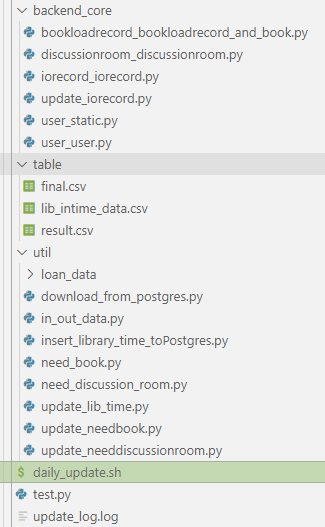 backend_core
bookloadrecord_bookloadrecord_and_book.py
discussionroom_discussionroom.py
iorecord_iorecord.py
update_iorecord.py
user_static.py
user_user.py
table
final.csv
lib_intime_data.csv
result.csv
util
loan_data
download_from_postgres.py
in_out_data.py
insert_library_time_toPostgres.py
need_book.py
need_discussion_room.py
update_lib_time.py
update_needbook.py
update_needdiscussionroom.py
$ daily_update.sh
test.py
update_log.log